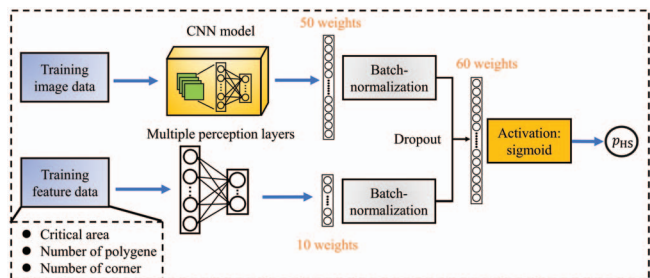 CNN model
50 weights
Training
image data
Batch-
normalization
60 weights
Multiple perception layers
Dropout
Activation:
sigmoid
pHS
Training
feature data
Batch-
normalization
10 weights
Critical area
Number of polygene
Number of corner